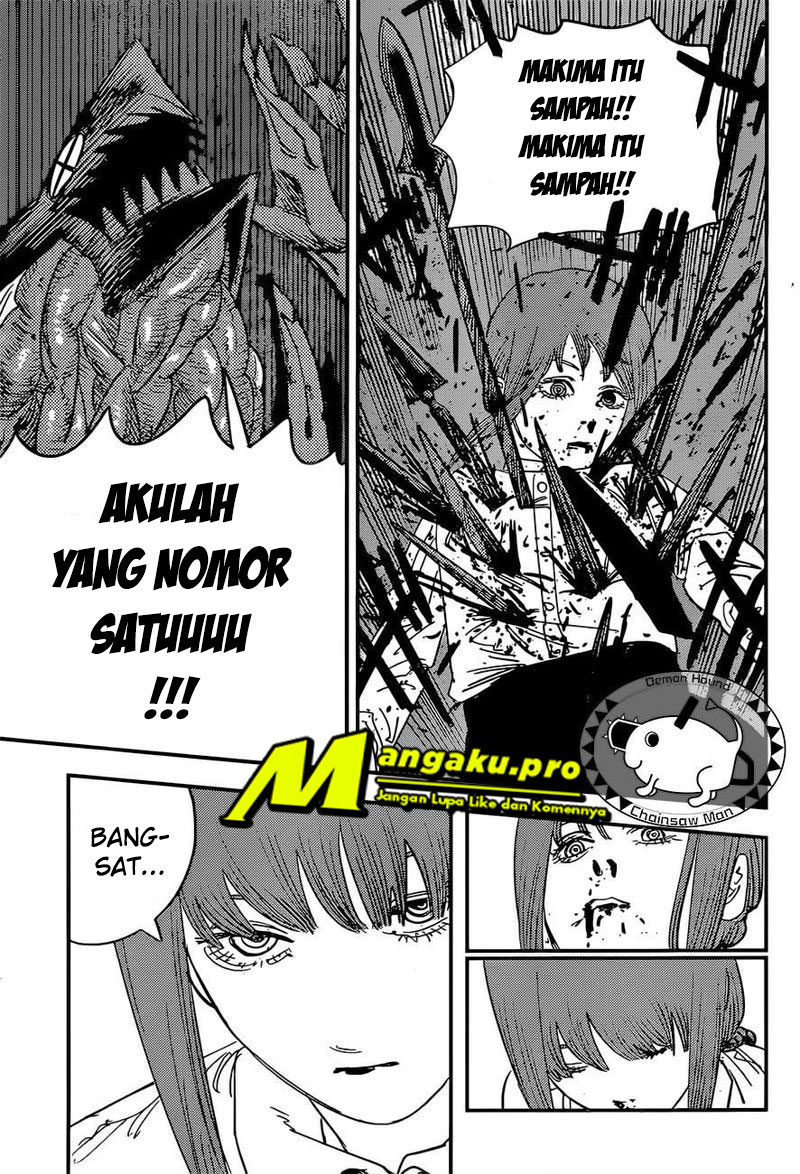 MAKIMA ITU
SAMPAH!!
MAKIMA ITU
SAMPAH!!
AKULAH
YANG NOMOR
SATUUUU
!!!
Demon Hound
Chainsaw Man
Mangaku.pro
Jangan Lupa Like dan Komennya
BANG-
SAT...